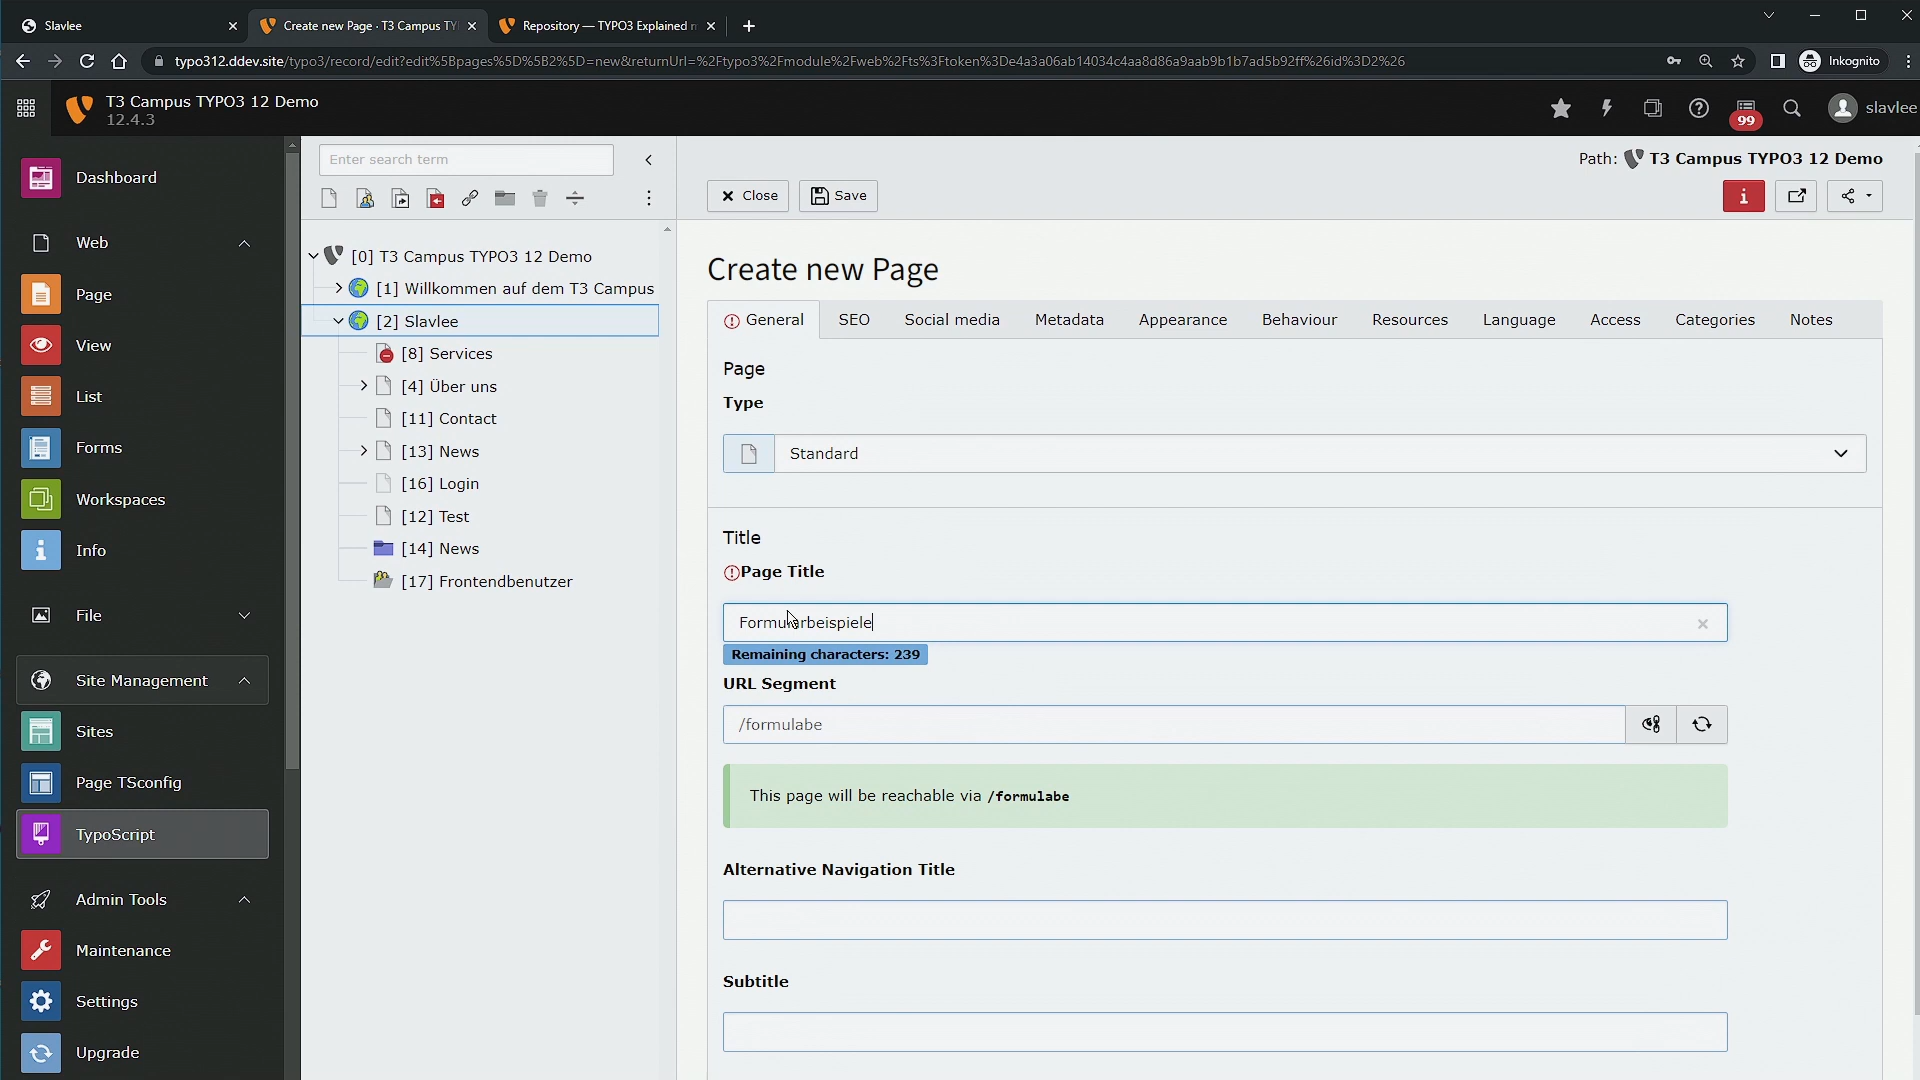 Slavlee
Create new Page · T3 Campus TY
Repository — TYPO3 Explained
typo312.ddev.site/typo3/record/edit?edit%5Bpages%5D%5B2%5D=new&returnUrl=%2Ftypo3%2Fmodule%2Fweb%2Fts%3Ftoken%3De4a3a06ab14034c4aa8d86a9aab9b1b7ad5b92ff%26id%3D2%26
Inkognito
T3 Campus TYPO3 12 Demo
12.4.3
99
slavlee
Dashboard
Web
Page
View
List
Forms
Workspaces
Info
File
Site Management
Sites
Page TSconfig
TypoScript
Admin Tools
Maintenance
Settings
Upgrade
Enter search term
[0] T3 Campus TYPO3 12 Demo
[1] Willkommen auf dem T3 Campus
[2] Slavlee
[8] Services
[4] Über uns
[11] Contact
[13] News
[16] Login
[12] Test
[14] News
[17] Frontendbenutzer
Path: T3 Campus TYPO3 12 Demo
Close
Save
Create new Page
General SEO Social media Metadata Appearance Behaviour Resources Language Access Categories Notes
Page
Type
Standard
Title
Page Title
Formularbeispiele
Remaining characters: 239
URL Segment
/formulabe
This page will be reachable via /formulabe
Alternative Navigation Title
Subtitle